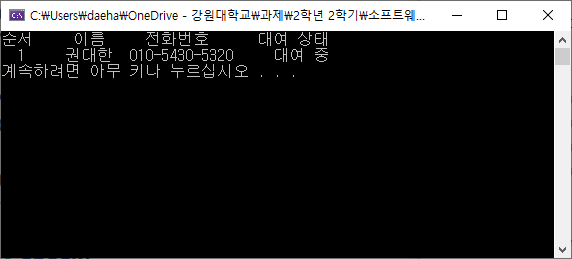 C:\Users\daeha\OneDrive - 강원대학교\과제\2학년 2학기\소프트웨...
순서 이름 전화번호 대여 상태
1 권대한 010-5430-5320 대여 중
계속하려면 아무 키나 누르십시오 . . .